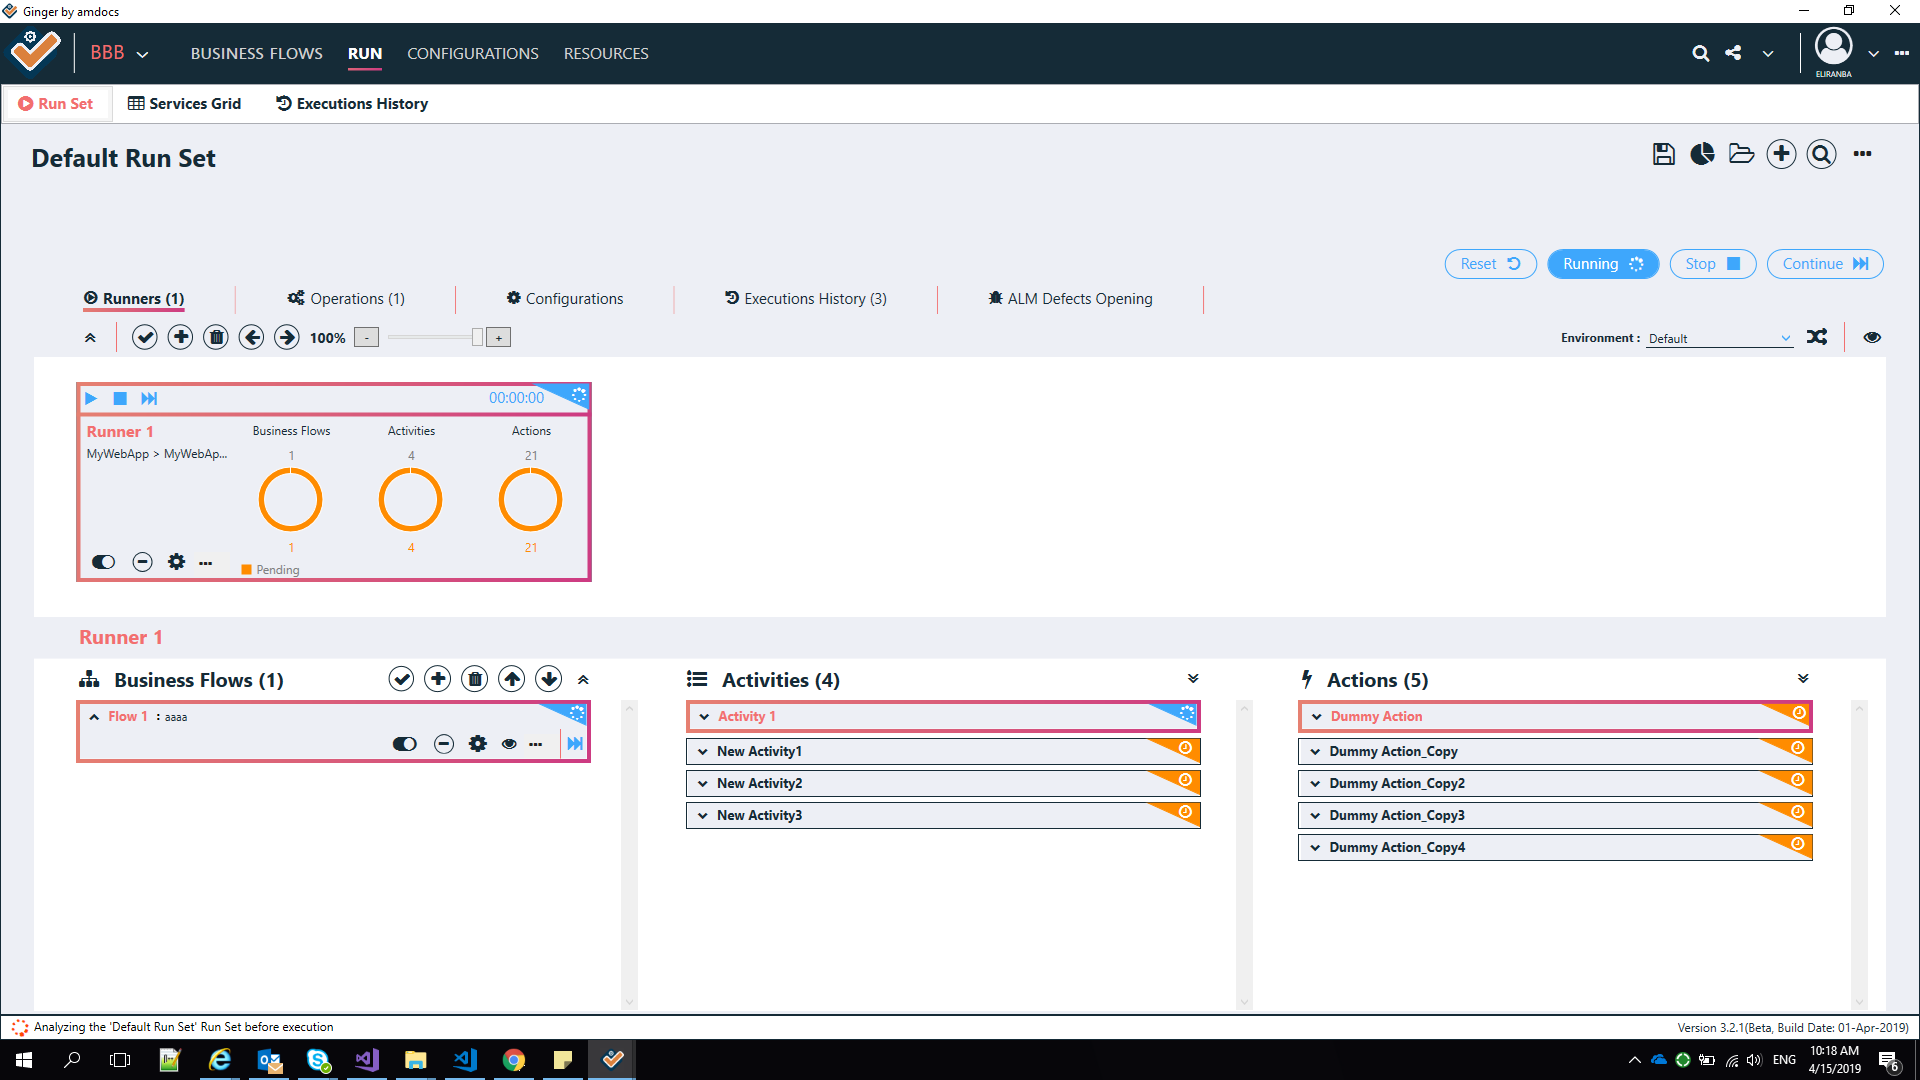 Ginger by amdocs
BBB
BUSINESS FLOWS
RUN
CONFIGURATIONS
RESOURCES
ELIRANBA
Run Set
Services Grid
Executions History
Default Run Set
Reset
Running
Stop
Continue
Runners (1)
Operations (1)
Configurations
Executions History (3)
ALM Defects Opening
100%
-
+
Environment :
Default
00:00:00
Runner 1
MyWebApp > MyWebAp...
Business Flows
Activities
Actions
1
4
21
1
4
21
Pending
Runner 1
Business Flows (1)
Flow 1 : aaaa
Activities (4)
Activity 1
New Activity1
New Activity2
New Activity3
Actions (5)
Dummy Action
Dummy Action_Copy
Dummy Action_Copy2
Dummy Action_Copy3
Dummy Action_Copy4
Analyzing the 'Default Run Set' Run Set before execution
Version 3.2.1(Beta, Build Date: 01-Apr-2019)
ENG
10:18 AM
4/15/2019
6